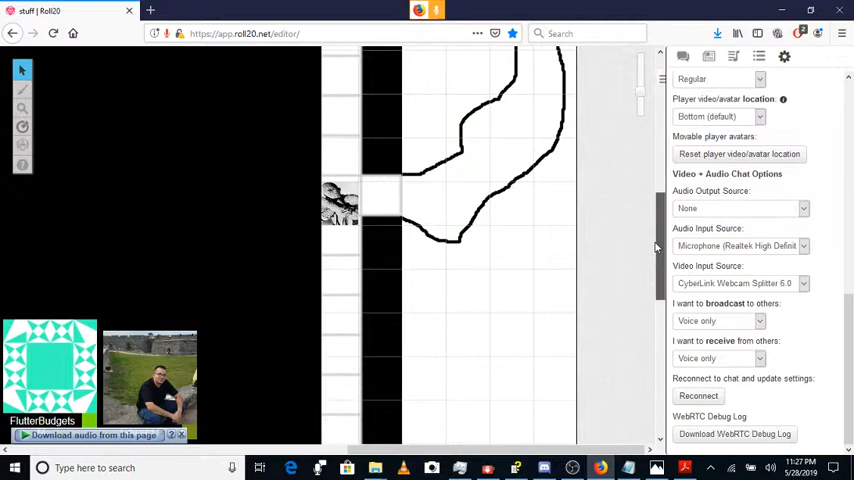 stuff | Roll20
https://app.roll20.net/editor/
Search
2
Regular
Player video/avatar location:
Bottom (default)
Movable player avatars:
Reset player video/avatar location
Video + Audio Chat Options
Audio Output Source:
None
Audio Input Source:
Microphone (Realtek High Definit
Video Input Source:
CyberLink Webcam Splitter 6.0
I want to broadcast to others:
Voice only
I want to receive from others:
Voice only
Reconnect to chat and update settings:
Reconnect
WebRTC Debug Log
Download WebRTC Debug Log
FlutterBudgets
Download audio from this page
? X
Type here to search
11:27 PM
5/28/2019